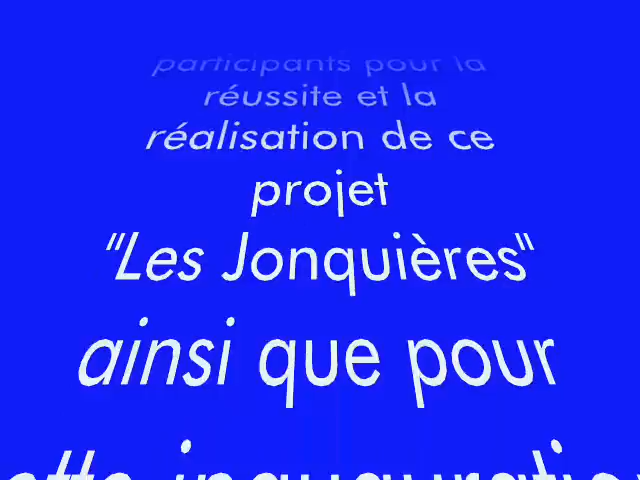 participants pour la
réussite et la
réalisation de ce
projet
"Les Jonquières"
ainsi que pour